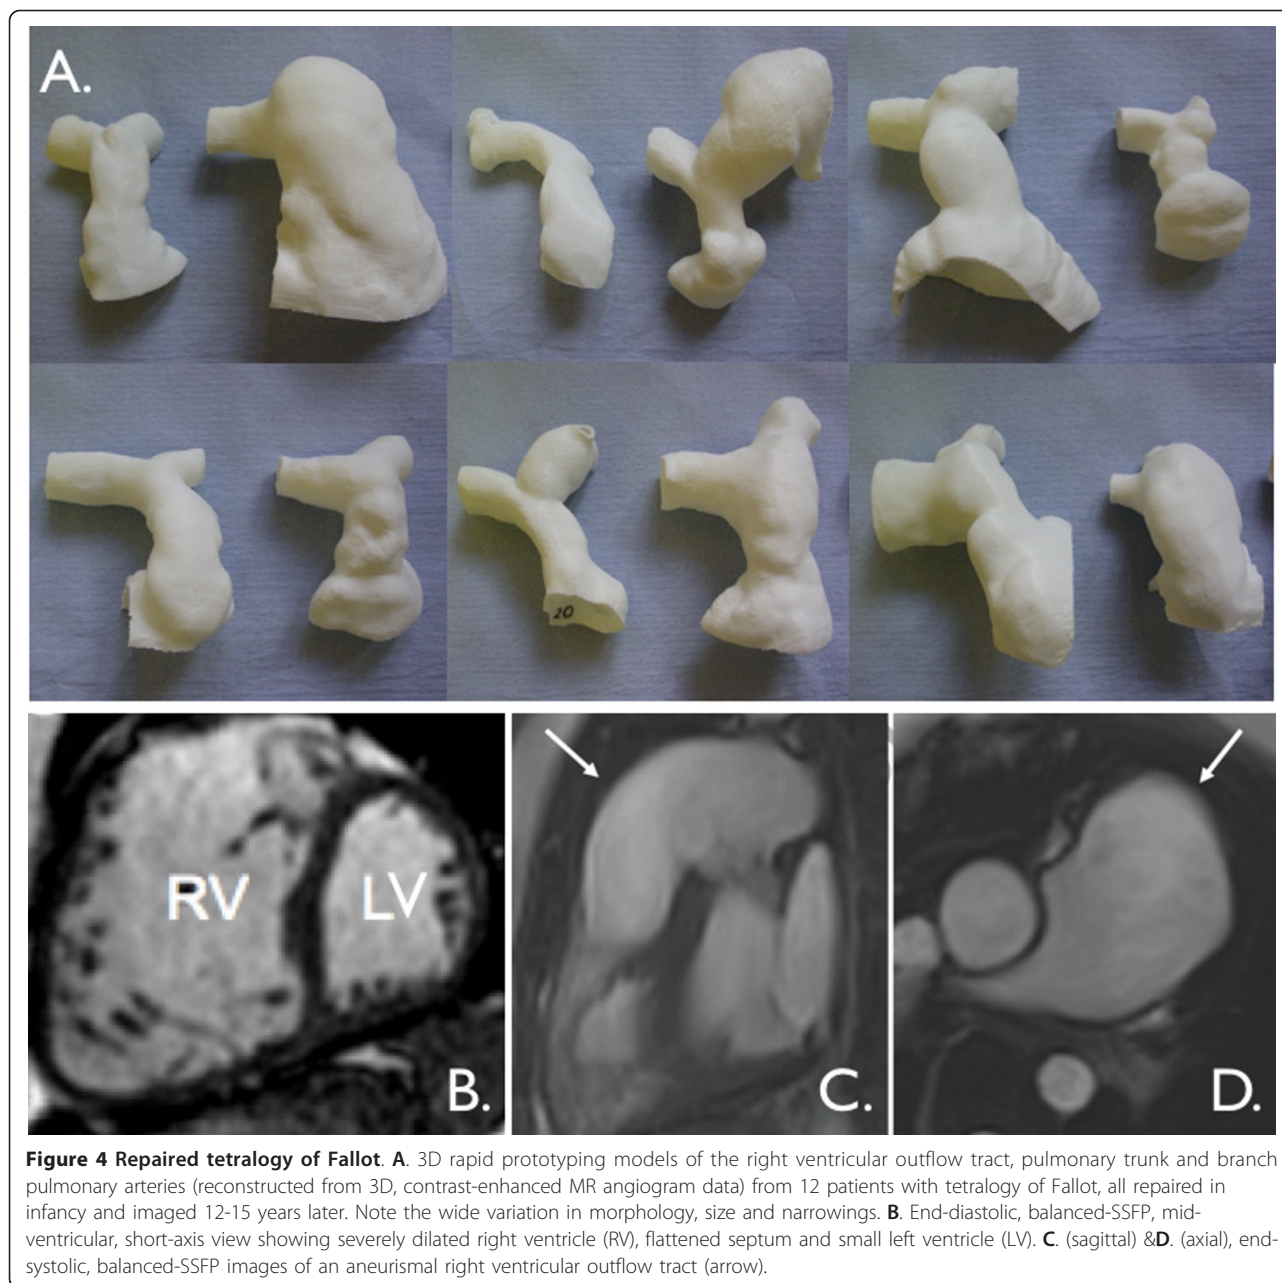 A.
20
RV
LV
B.
C.
D.
Figure 4 Repaired tetralogy of Fallot. A. 3D rapid prototyping models of the right ventricular outflow tract, pulmonary trunk and branch
pulmonary arteries (reconstructed from 3D, contrast-enhanced MR angiogram data) from 12 patients with tetralogy of Fallot, all repaired in
infancy and imaged 12-15 years later. Note the wide variation in morphology, size and narrowings. B. End-diastolic, balanced-SSFP, mid-
ventricular, short-axis view showing severely dilated right ventricle (RV), flattened septum and small left ventricle (LV). C. (sagittal) &D. (axial), end-
systolic, balanced-SSFP images of an aneurismal right ventricular outflow tract (arrow).